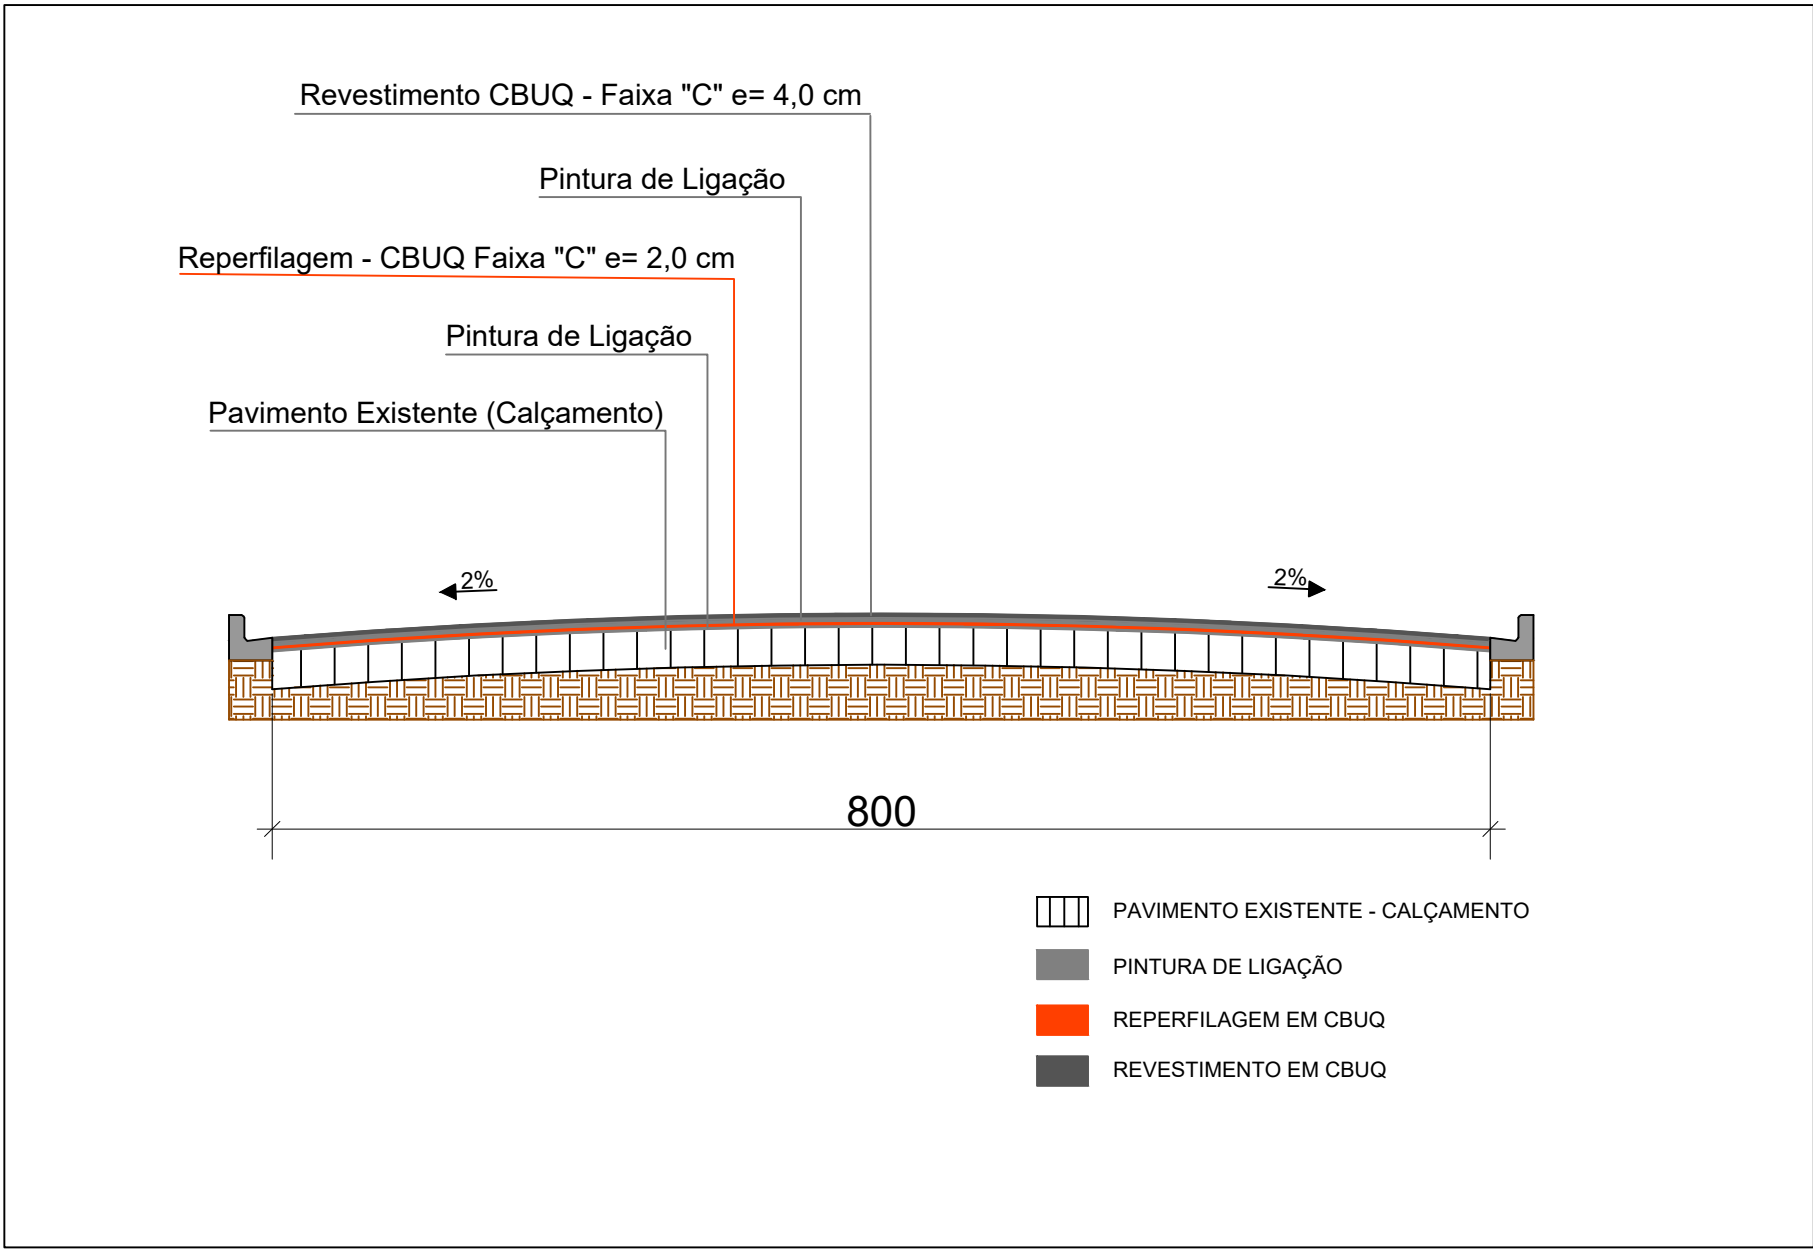 Revestimento CBUQ - Faixa "C" e= 4,0 cm
Pintura de Ligação
Reperfilagem - CBUQ Faixa "C" e= 2,0 cm
Pintura de Ligação
Pavimento Existente (Calçamento)
2%
2%
800
PAVIMENTO EXISTENTE - CALÇAMENTO
PINTURA DE LIGAÇÃO
REPERFILAGEM EM CBUQ
REVESTIMENTO EM CBUQ